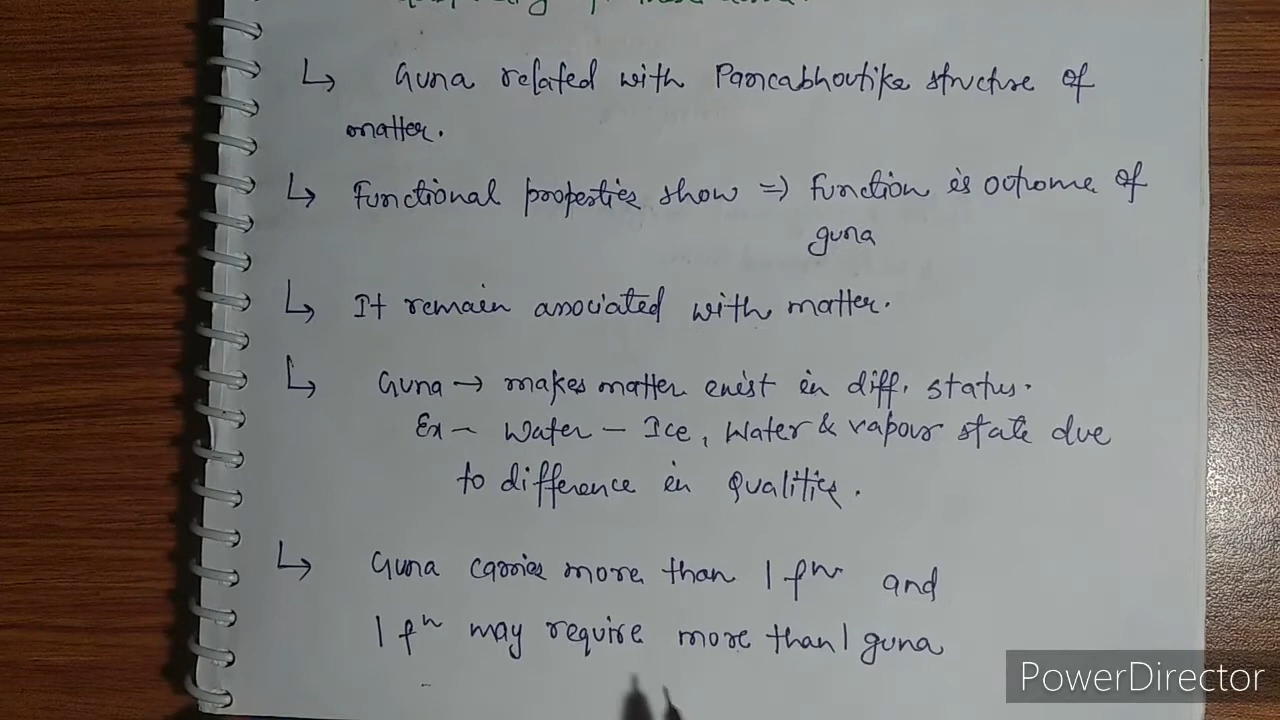 ↳ Guna related with Pancabhoutike structure of
matter.
↳ Functional properties show => function is outcome of
guna
↳ It remain associated with matter.
↳ Guna → makes matter exist in diff. status.
Ex - Water - Ice, Water & vapour state due
to difference in Qualities.
↳ Guna carries more than 1 fn and
1 fn may require more than 1 guna
PowerDirector